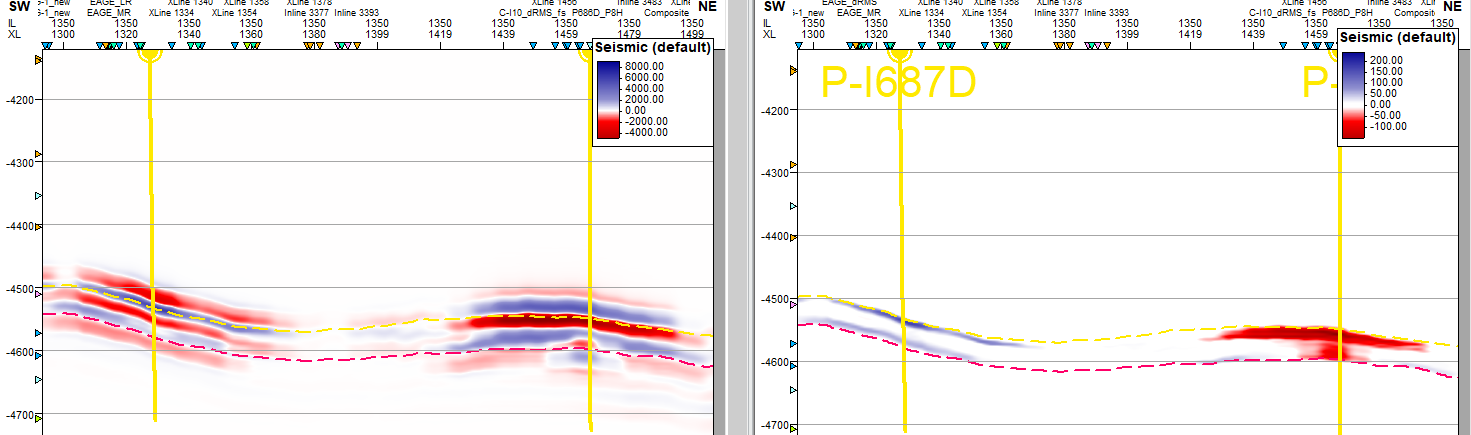 SW EAGE_LR XLine 1340 XLine 1358 XLine 1378 XLine 1456 Inline 3483 NE
S-1_new EAGE_MR XLine 1334 XLine 1354 Inline 3377 Inline 3393 C-I10_dRMS_fs P686D_P8H Composite
IL 1350 1350 1350 1350 1350 1350 1350 1350 1350 1350 1350
XL 1300 1320 1340 1360 1380 1399 1419 1439 1459 1479 1499
Seismic (default)
8000.00
6000.00
4000.00
2000.00
0.00
-2000.00
-4000.00
-4200
-4300
-4400
-4500
-4600
-4700
SW EAGE_dRMS XLine 1340 XLine 1358 XLine 1378 XLine 1456 Inline 3483 NE
S-1_new EAGE_MR XLine 1334 XLine 1354 Inline 3377 Inline 3393 C-I10_dRMS_fs P686D_P8H Composite
IL 1350 1350 1350 1350 1350 1350 1350 1350 1350 1350 1350
XL 1300 1320 1340 1360 1380 1399 1419 1439 1459 1479
Seismic (default)
200.00
150.00
100.00
50.00
0.00
-50.00
-100.00
P-I687D P-
-4200
-4300
-4400
-4500
-4600
-4700